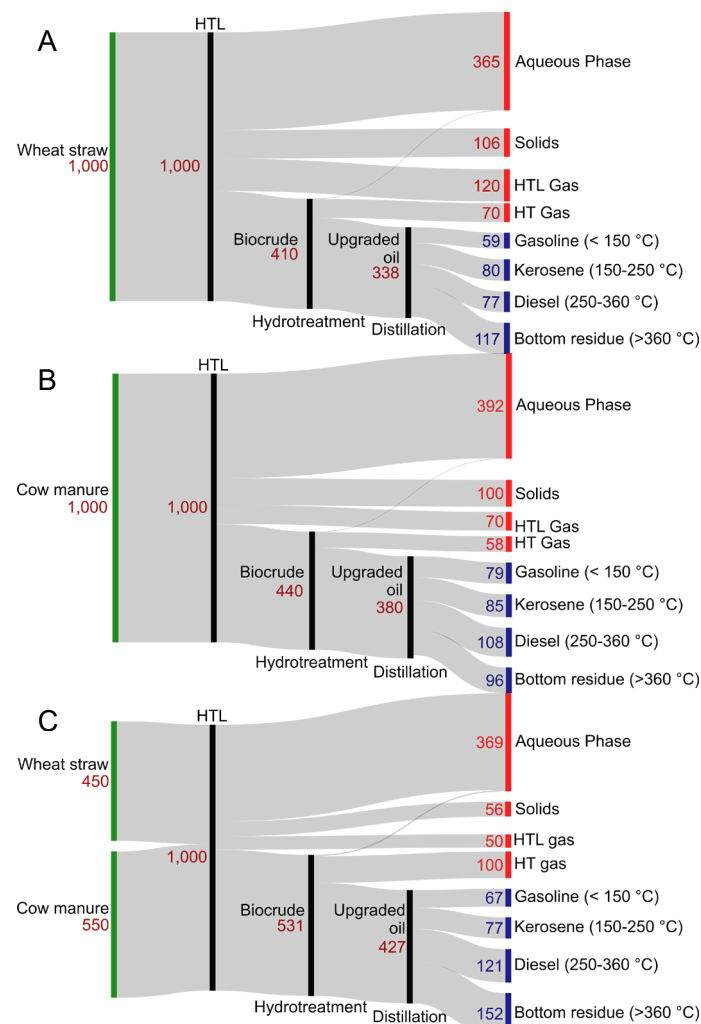 A
HTL
365 Aqueous Phase
106 Solids
Wheat straw
1,000
1,000
120 HTL Gas
70 HT Gas
Biocrude
410
Upgraded
oil
338
59 Gasoline (< 150 °C)
80 Kerosene (150-250 °C)
77 Diesel (250-360 °C)
Hydrotreatment
Distillation
117 Bottom residue (>360 °C)
B
HTL
392 Aqueous Phase
Cow manure
1,000
1,000
100 Solids
70 HTL Gas
58 HT Gas
Biocrude
440
Upgraded
oil
380
79 Gasoline (< 150 °C)
85 Kerosene (150-250 °C)
108 Diesel (250-360 °C)
Hydrotreatment
Distillation
96 Bottom residue (>360 °C)
C
HTL
369 Aqueous Phase
Wheat straw
450
56 Solids
50 HTL gas
1,000
100 HT gas
Cow manure
550
Biocrude
531
Upgraded
oil
427
67 Gasoline (< 150 °C)
77 Kerosene (150-250 °C)
121 Diesel (250-360 °C)
Hydrotreatment
Distillation
152 Bottom residue (>360 °C)